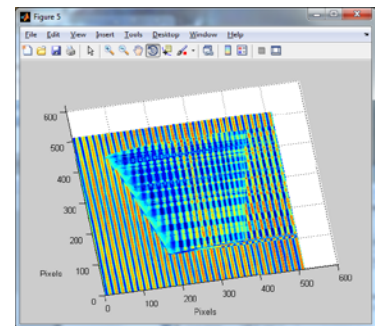 Figure 5
File Edit View Insert Tools Desktop Window Help
600
500
400
300
200
100
0
Pixels
0 100 200 300 400 500 600
Pixels